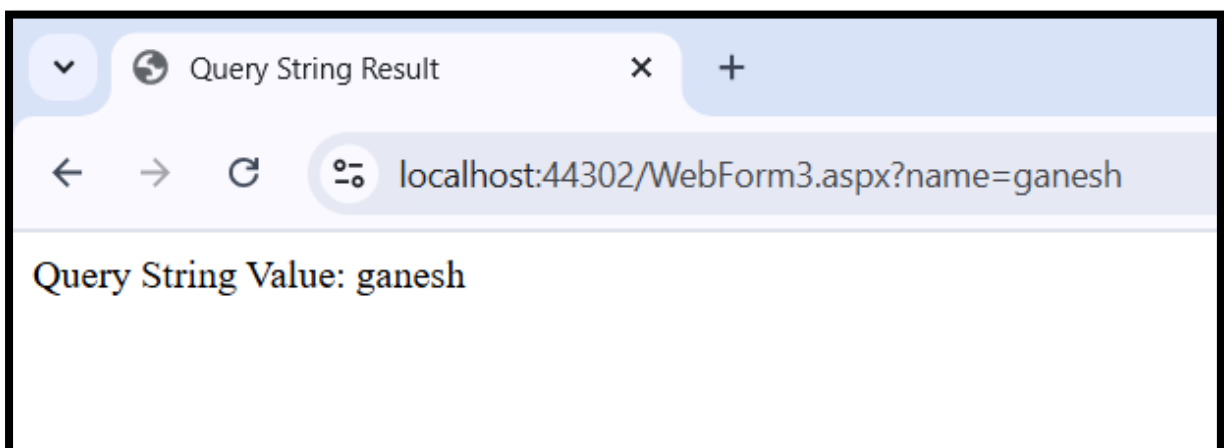 Query String Result
localhost:44302/WebForm3.aspx?name=ganesh
Query String Value: ganesh